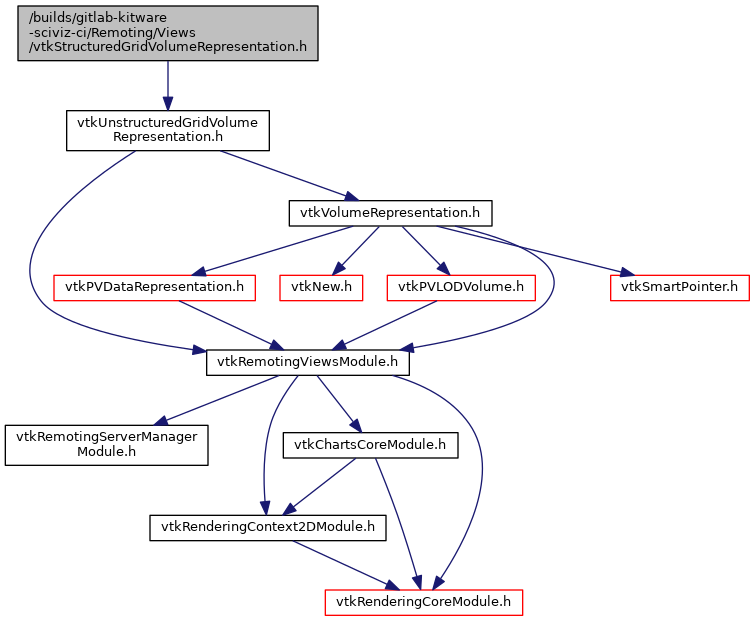 /builds/gitlab-kitware
-sciviz-ci/Remoting/Views
/vtkStructuredGridVolumeRepresentation.h
vtkUnstructuredGridVolume
Representation.h
vtkVolumeRepresentation.h
vtkPVDataRepresentation.h
vtkNew.h
vtkPVLODVolume.h
vtkSmartPointer.h
vtkRemotingViewsModule.h
vtkRemotingServerManager
Module.h
vtkChartsCoreModule.h
vtkRenderingContext2DModule.h
vtkRenderingCoreModule.h